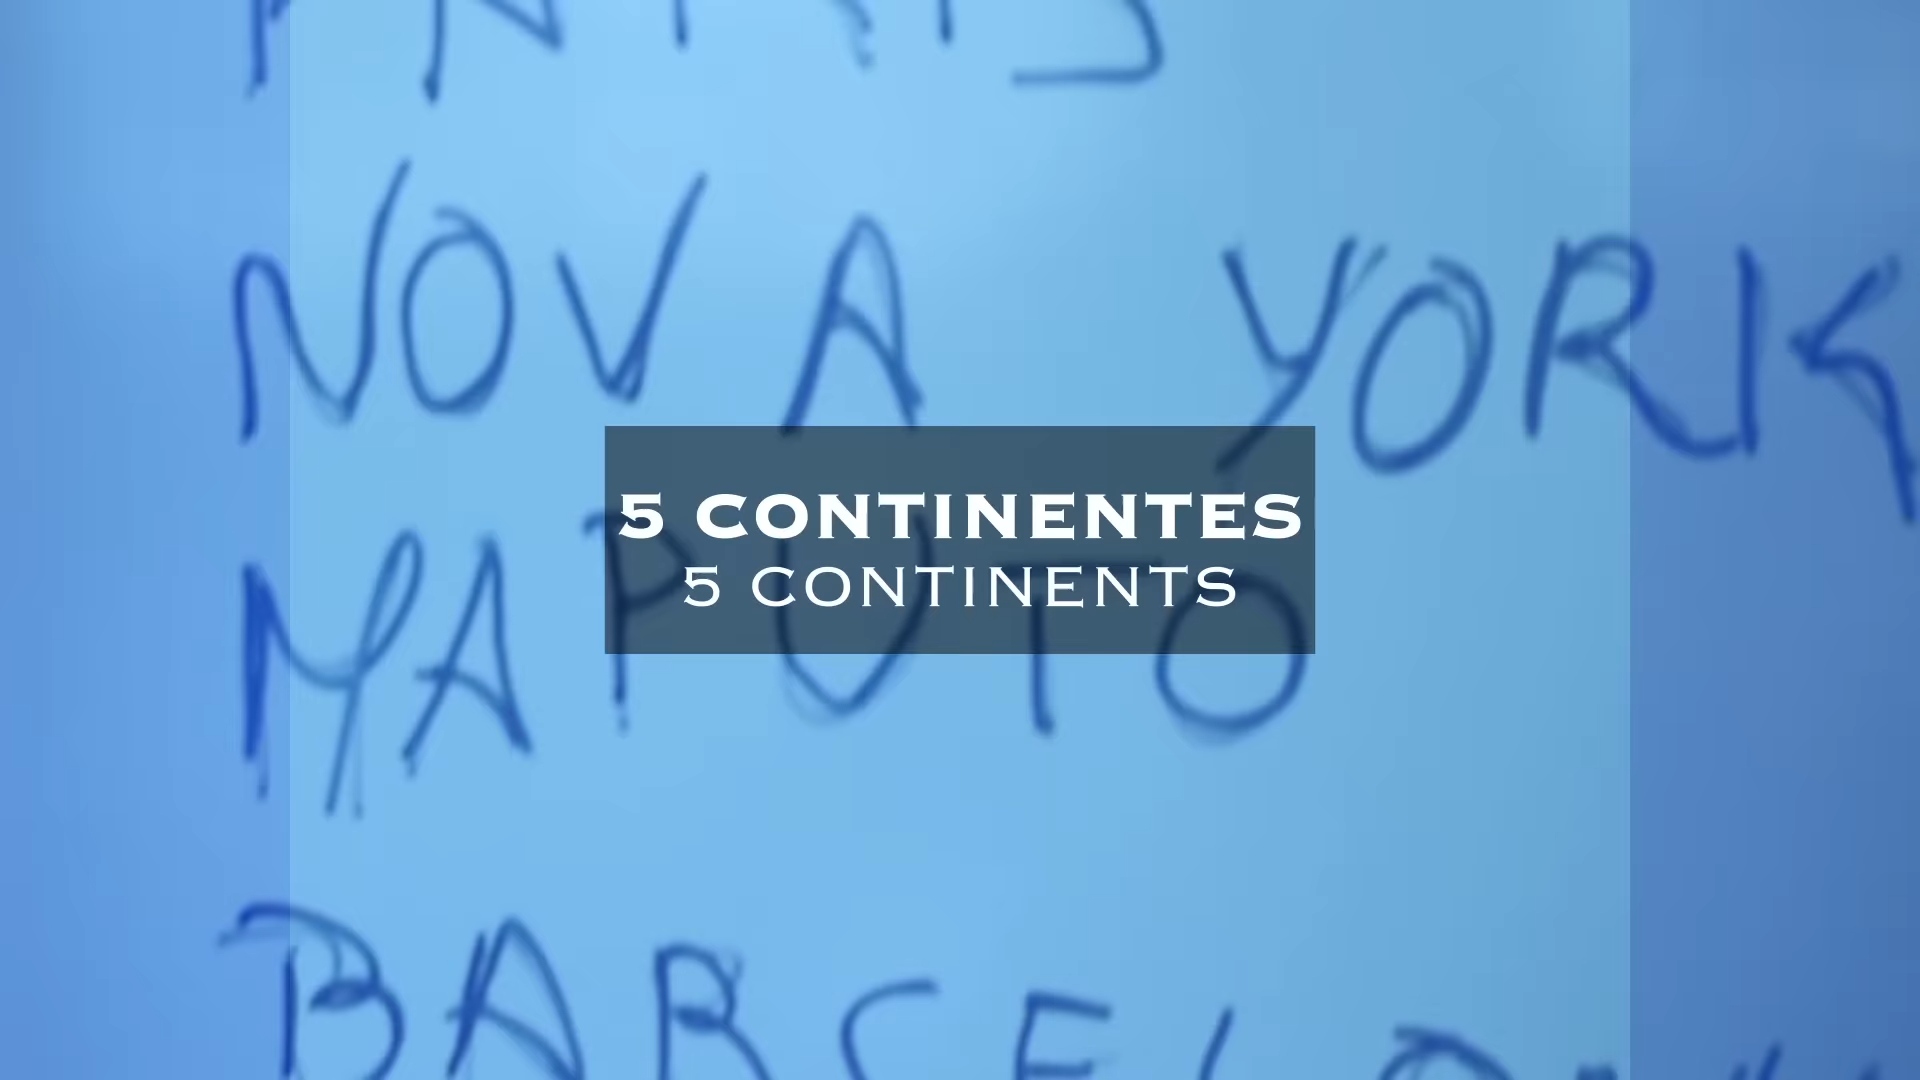 NOVA YORK
5 CONTINENTES
5 CONTINENTS
MAPUTO